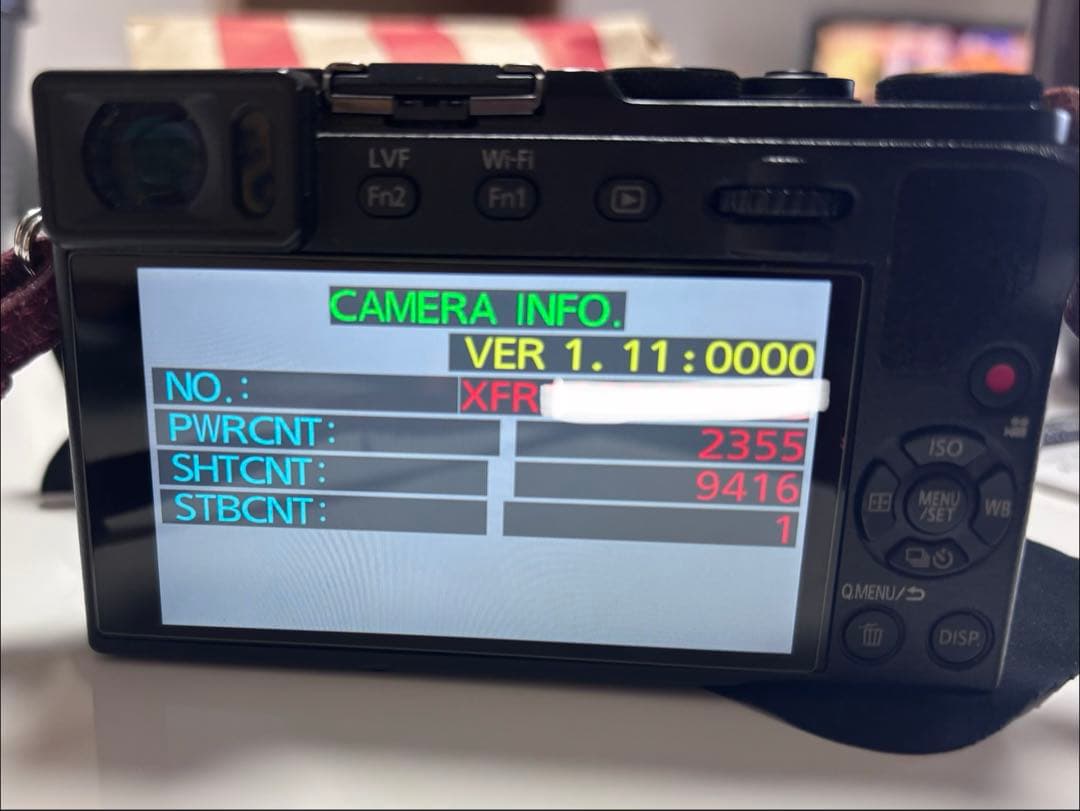 LVF Wi-Fi
Fn2 Fn1
CAMERA INFO.
VER 1. 11:0000
NO.: XFR
PWRCNT: 2355
SHTCNT: 9416
STBCNT: 1
ISO
MENU
/SET
WB
Q.MENU/
DISP.